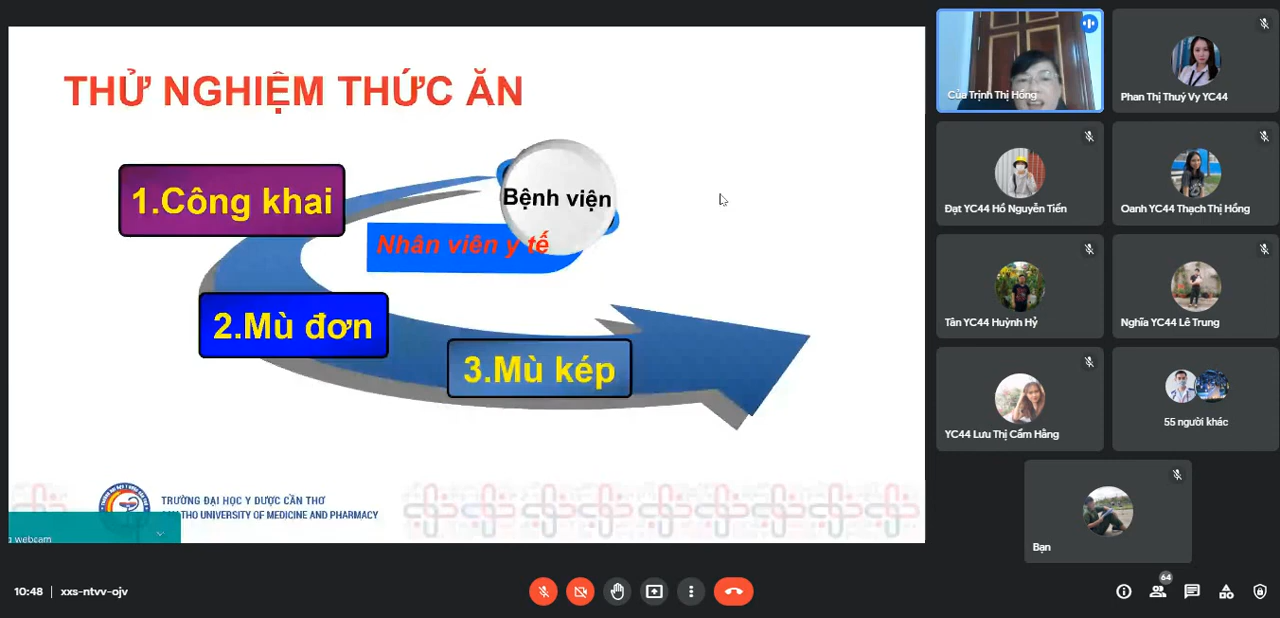 THỬ NGHIỆM THỨC ĂN
1.Công khai
Bệnh viện
Nhân viên y tế
2.Mù đơn
3.Mù kép
TRƯỜNG ĐẠI HỌC Y DƯỢC CẦN THƠ
THO UNIVERSITY OF MEDICINE AND PHARMACY
webcam
Của Trịnh Thị Hồng
Phan Thị Thuý Vy YC44
Đạt YC44 Hồ Nguyễn Tiến
Oanh YC44 Thạch Thị Hồng
Tân YC44 Huỳnh Hỷ
Nghĩa YC44 Lê Trung
YC44 Lưu Thị Cẩm Hằng
55 người khác
Bạn
10:48 | xxs-ntvv-ojv
64